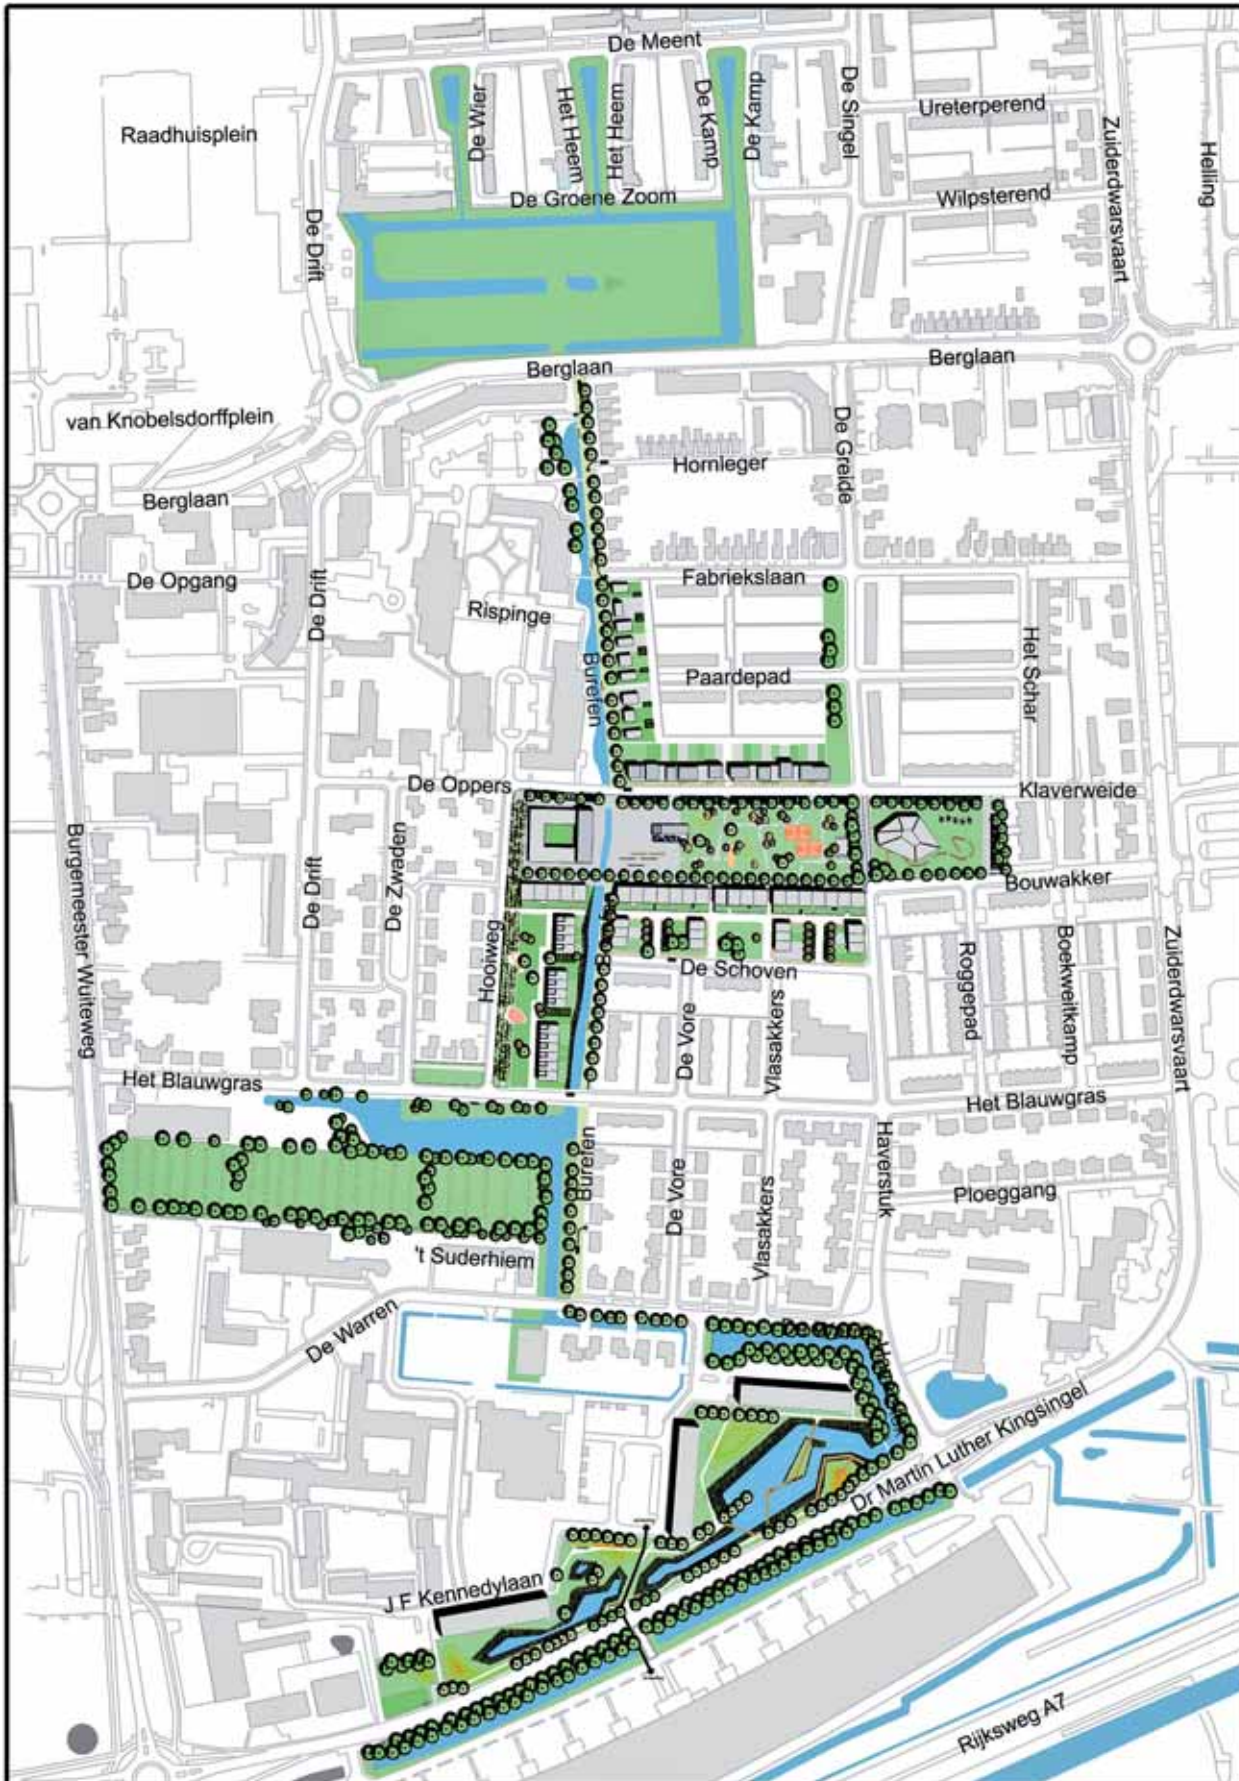 De Meent
De Wier
Het Heem
Het Heem
De Kamp
De Kamp
De Singel
Ureterperend
Zuiderdwarsvaart
Helling
Raadhuisplein
De Groene Zoom
Wilpsterend
De Drift
Berglaan
Berglaan
van Knobelsdorffplein
De Greide
Hornleger
Berglaan
De Opgang
De Drift
Fabriekslaan
Rispinge
Het Schar
Burefen
Paardepad
De Oppers
Klaverweide
Burgemeester Wuiteweg
De Drift
De Zwaden
Bouwakker
Hooiweg
Roggepad
Boekweitkamp
Zuiderdwarsvaart
De Schoven
De Vore
Vlasakkers
Het Blauwgras
Het Blauwgras
Burefen
De Vore
Vlasakkers
Haverstuk
Ploeggang
't Suderhiem
De Warren
Dr Martin Luther Kingsingel
J F Kennedylaan
Rijksweg A7